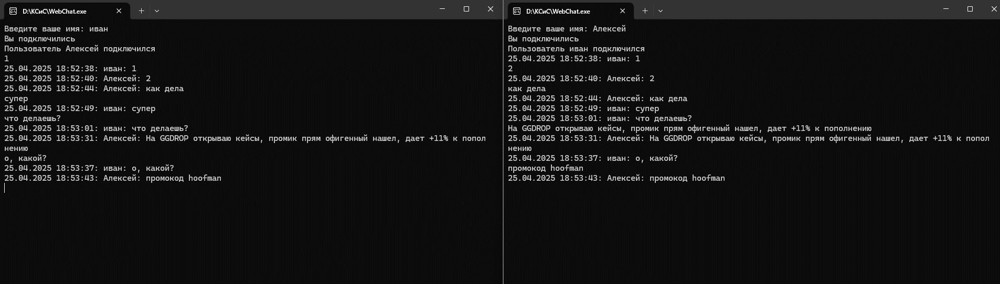 D:\КСиС\WebChat.exe
Введите ваше имя: иван
Вы подключились
Пользователь Алексей подключился
1
25.04.2025 18:52:38: иван: 1
25.04.2025 18:52:40: Алексей: 2
25.04.2025 18:52:44: Алексей: как дела
супер
25.04.2025 18:52:49: иван: супер
что делаешь?
25.04.2025 18:53:01: иван: что делаешь?
25.04.2025 18:53:31: Алексей: На GGDROP открываю кейсы, промик прям офигенный нашел, дает +11% к попол
нению
о, какой?
25.04.2025 18:53:37: иван: о, какой?
25.04.2025 18:53:43: Алексей: промокод hoofman
D:\КСиС\WebChat.exe
Введите ваше имя: Алексей
Вы подключились
Пользователь иван подключился
25.04.2025 18:52:38: иван: 1
2
25.04.2025 18:52:40: Алексей: 2
как дела
25.04.2025 18:52:44: Алексей: как дела
25.04.2025 18:52:49: иван: супер
25.04.2025 18:53:01: иван: что делаешь?
На GGDROP открываю кейсы, промик прям офигенный нашел, дает +11% к пополнению
25.04.2025 18:53:31: Алексей: На GGDROP открываю кейсы, промик прям офигенный нашел, дает +11% к попол
нению
25.04.2025 18:53:37: иван: о, какой?
промокод hoofman
25.04.2025 18:53:43: Алексей: промокод hoofman